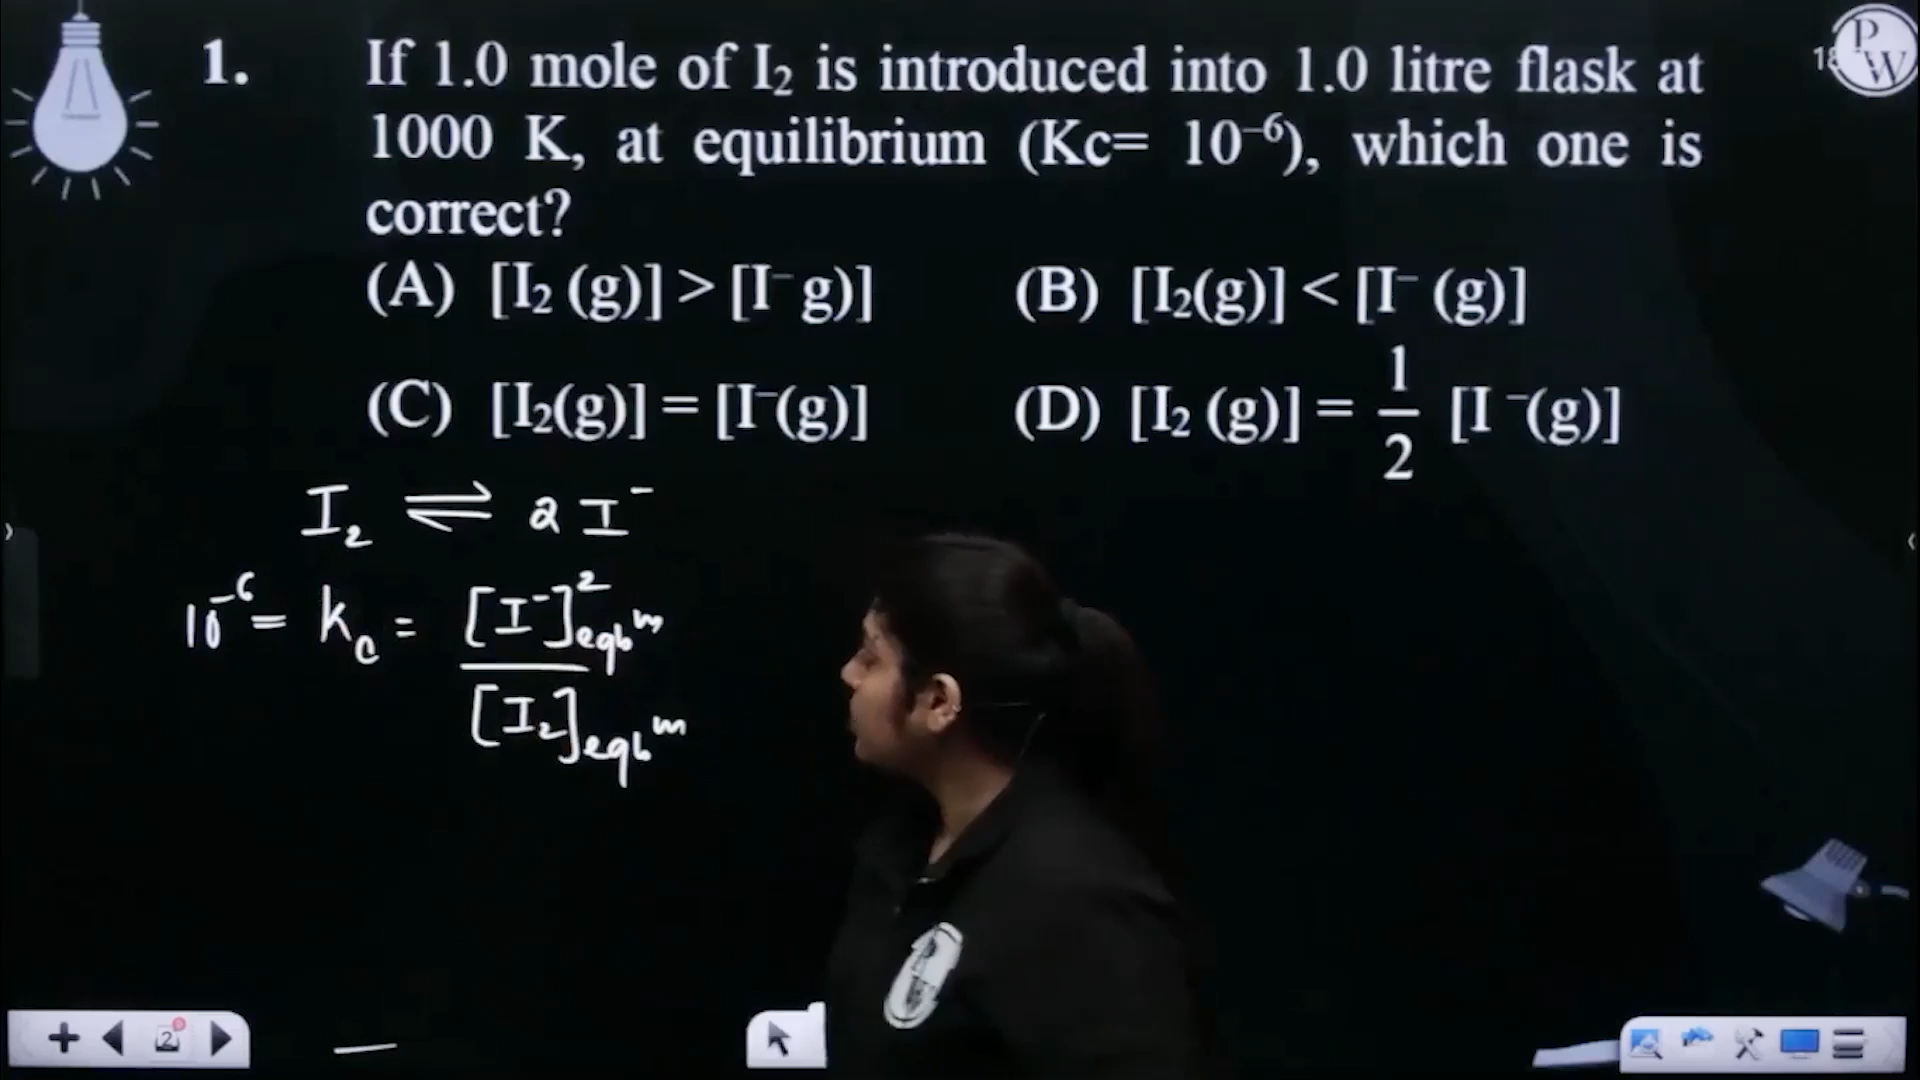 1. If 1.0 mole of I₂ is introduced into 1.0 litre flask at
1000 K, at equilibrium (Kc= 10⁻⁶), which one is
correct?
(A) [I₂ (g)] > [I⁻ g)] (B) [I₂(g)] < [I⁻ (g)]
(C) [I₂(g)] = [I⁻(g)] (D) [I₂ (g)] = 1/2 [I ⁻(g)]
I₂ ⇌ 2 I⁻
10⁻⁶ = kc = [I⁻]²eqbᵐ
[I₂]eqbᵐ
PW
2